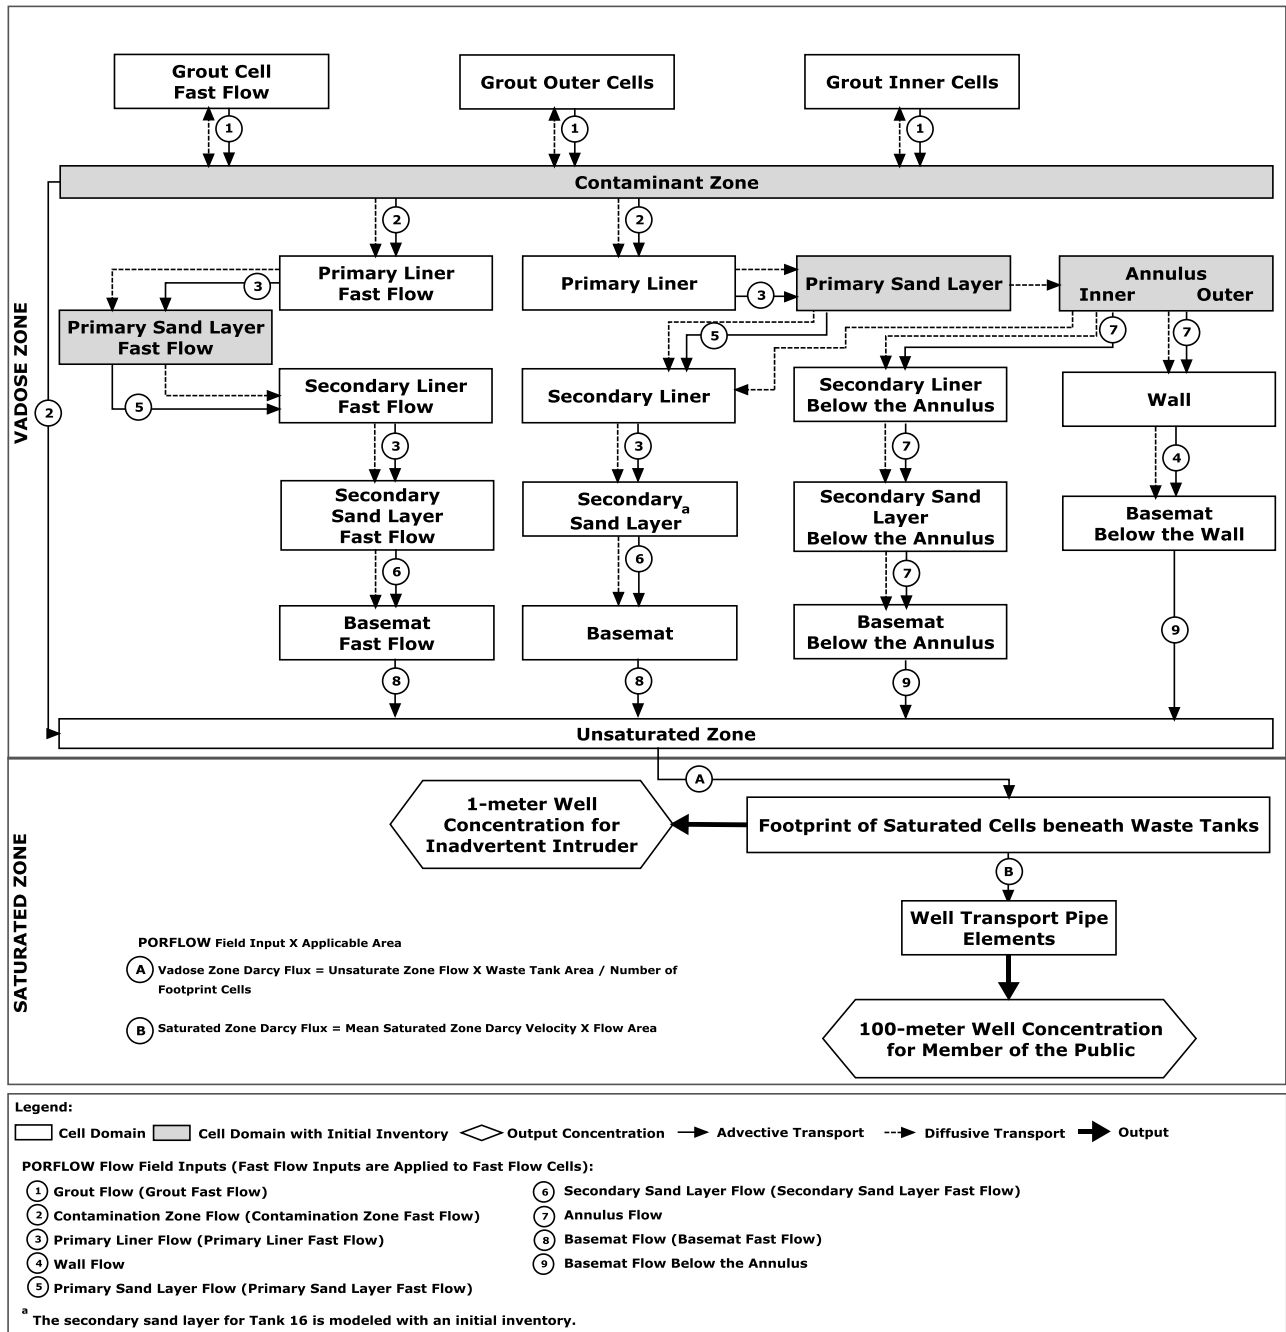 Grout Cell
Fast Flow
Grout Outer Cells
Grout Inner Cells
1
1
1
Contaminant Zone
2
2
VADOSE ZONE
2
Primary Liner
Fast Flow
Primary Liner
Primary Sand Layer
Annulus
Inner Outer
3
3
Primary Sand Layer
Fast Flow
5
7
7
Secondary Liner
Fast Flow
Secondary Liner
Secondary Liner
Below the Annulus
Wall
5
3
3
7
4
Secondary
Sand Layer
Fast Flow
Secondary
Sand Layer a
Secondary Sand
Layer
Below the Annulus
Basemat
Below the Wall
6
6
7
Basemat
Fast Flow
Basemat
Basemat
Below the Annulus
9
8
8
9
Unsaturated Zone
SATURATED ZONE
A
1-meter Well
Concentration for
Inadvertent Intruder
Footprint of Saturated Cells beneath Waste Tanks
B
Well Transport Pipe
Elements
100-meter Well Concentration
for Member of the Public
PORFLOW Field Input X Applicable Area
A Vadose Zone Darcy Flux = Unsaturate Zone Flow X Waste Tank Area / Number of
Footprint Cells
B Saturated Zone Darcy Flux = Mean Saturated Zone Darcy Velocity X Flow Area
Legend:
Cell Domain Cell Domain with Initial Inventory Output Concentration Advective Transport Diffusive Transport Output
PORFLOW Flow Field Inputs (Fast Flow Inputs are Applied to Fast Flow Cells):
1 Grout Flow (Grout Fast Flow)
2 Contamination Zone Flow (Contamination Zone Fast Flow)
3 Primary Liner Flow (Primary Liner Fast Flow)
4 Wall Flow
5 Primary Sand Layer Flow (Primary Sand Layer Fast Flow)
6 Secondary Sand Layer Flow (Secondary Sand Layer Fast Flow)
7 Annulus Flow
8 Basemat Flow (Basemat Fast Flow)
9 Basemat Flow Below the Annulus
a The secondary sand layer for Tank 16 is modeled with an initial inventory.